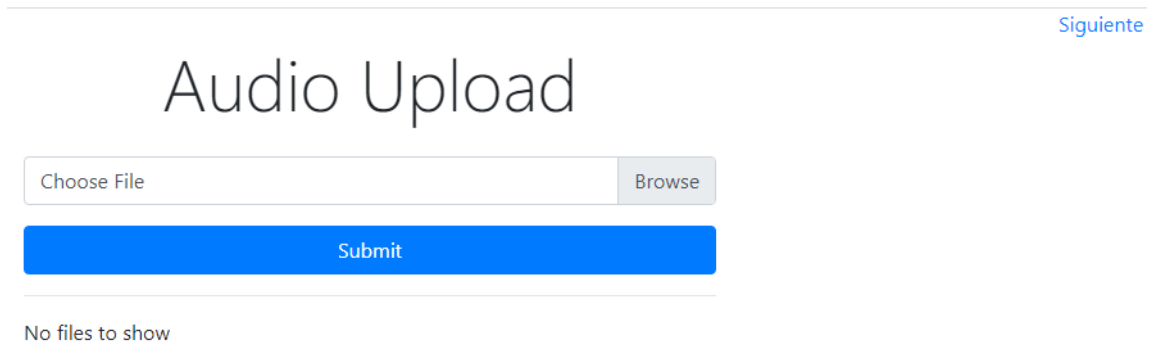 Siguiente
Audio Upload
Choose File Browse
Submit
No files to show